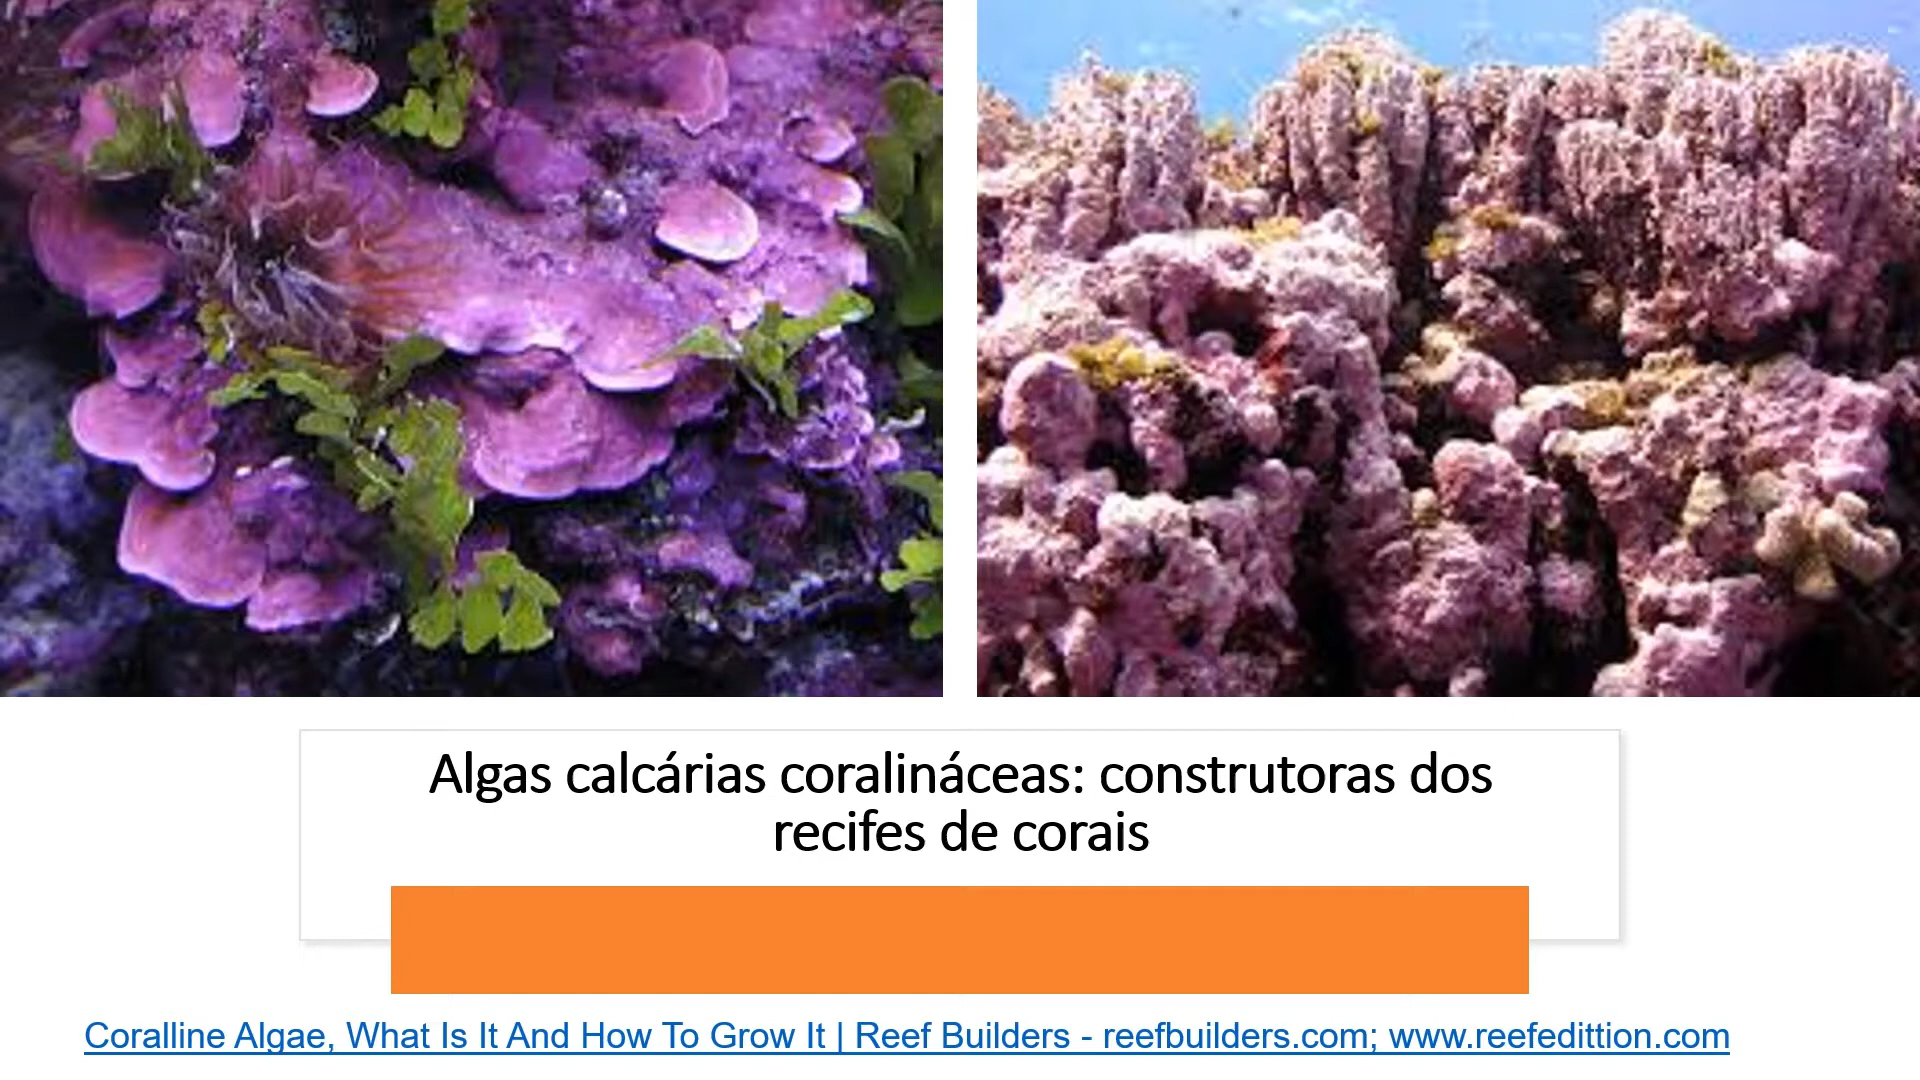 Algas calcárias coralináceas: construtoras dos
recifes de corais
Coralline Algae, What Is It And How To Grow It | Reef Builders - reefbuilders.com; www.reefedittion.com